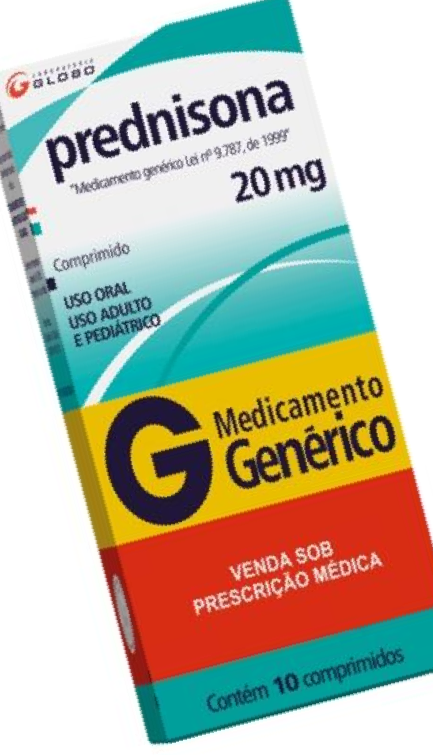 LABORATÓRIO
GLOBO
prednisona
"Medicamento genérico Lei nº 9.787, de 1999"
20 mg
Comprimido
USO ORAL
USO ADULTO
E PEDIÁTRICO
G Medicamento
Genérico
VENDA SOB
PRESCRIÇÃO MÉDICA
Contém 10 comprimidos